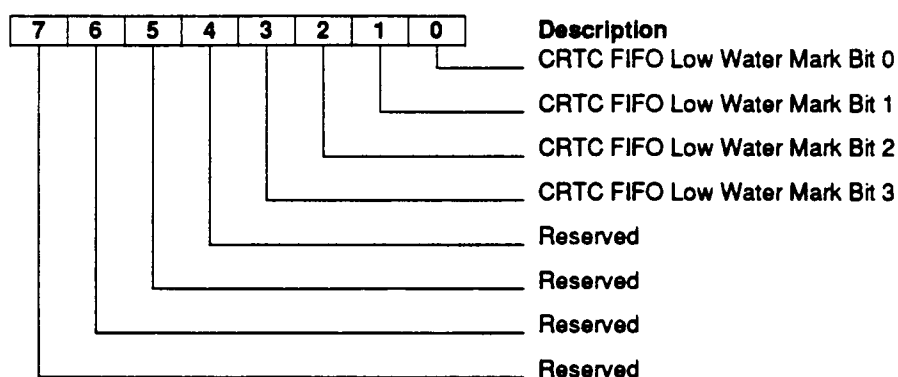 7 6 5 4 3 2 1 0 Description
CRTC FIFO Low Water Mark Bit 0
CRTC FIFO Low Water Mark Bit 1
CRTC FIFO Low Water Mark Bit 2
CRTC FIFO Low Water Mark Bit 3
Reserved
Reserved
Reserved
Reserved